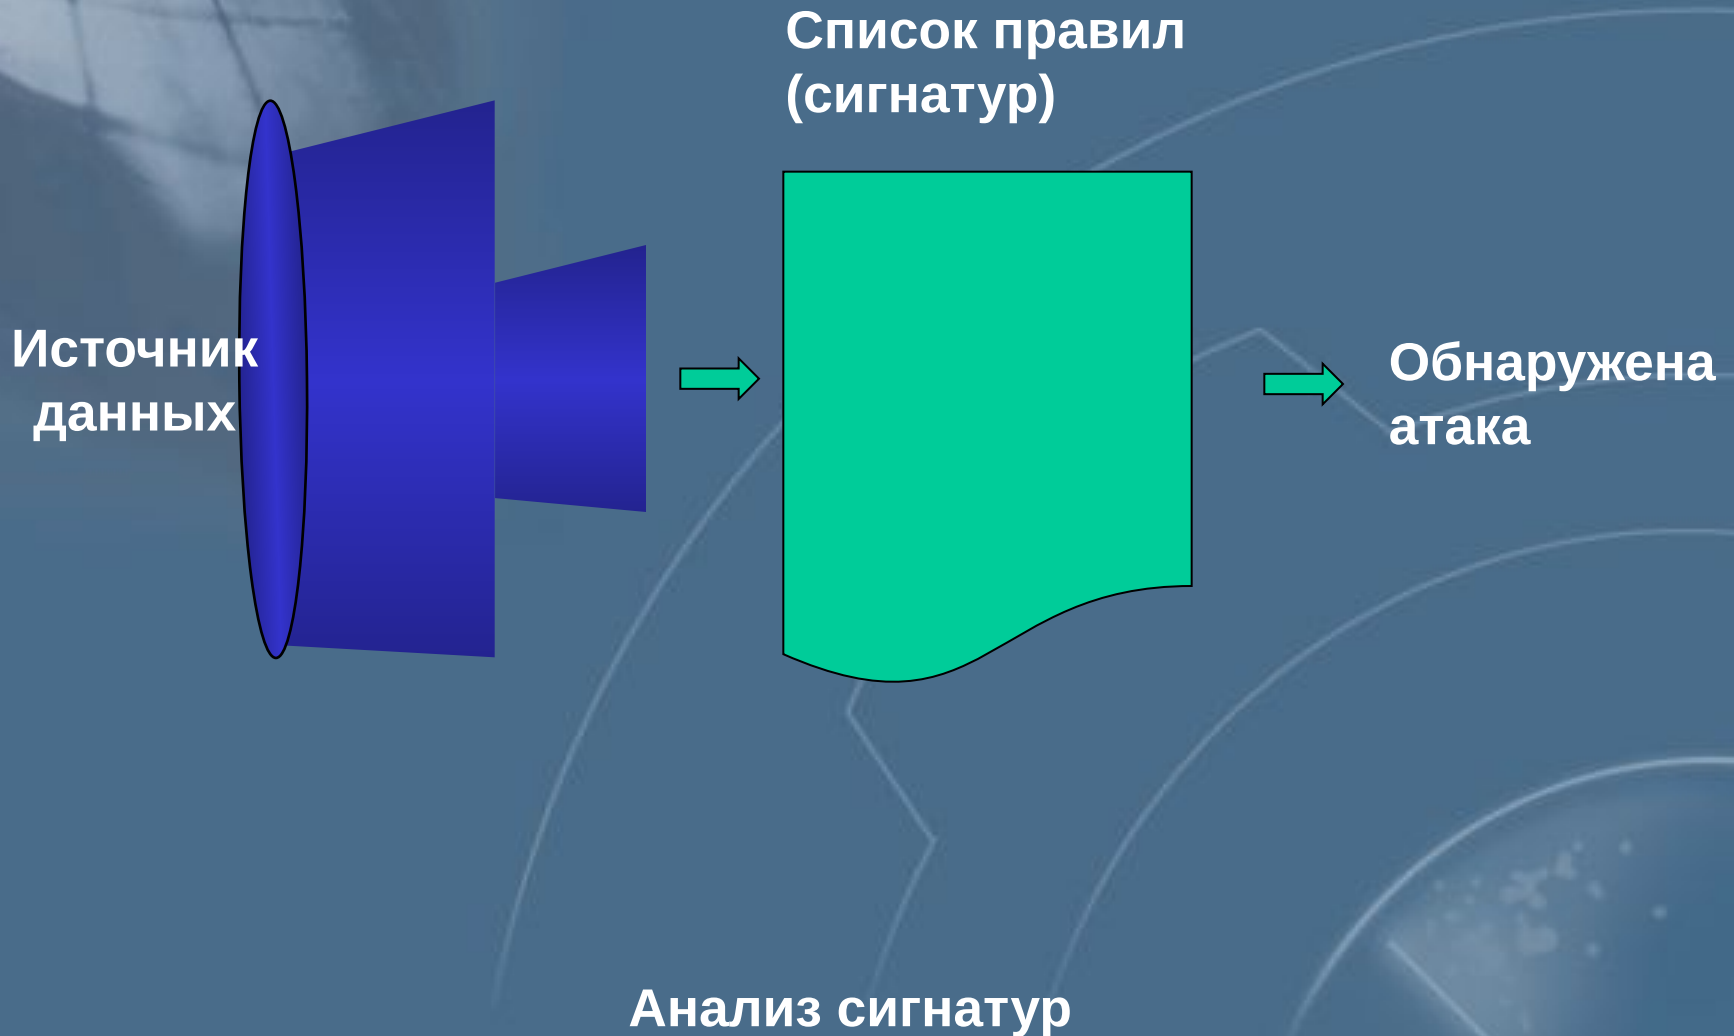 Список правил
(сигнатур)
Источник
данных
Обнаружена
атака
Анализ сигнатур